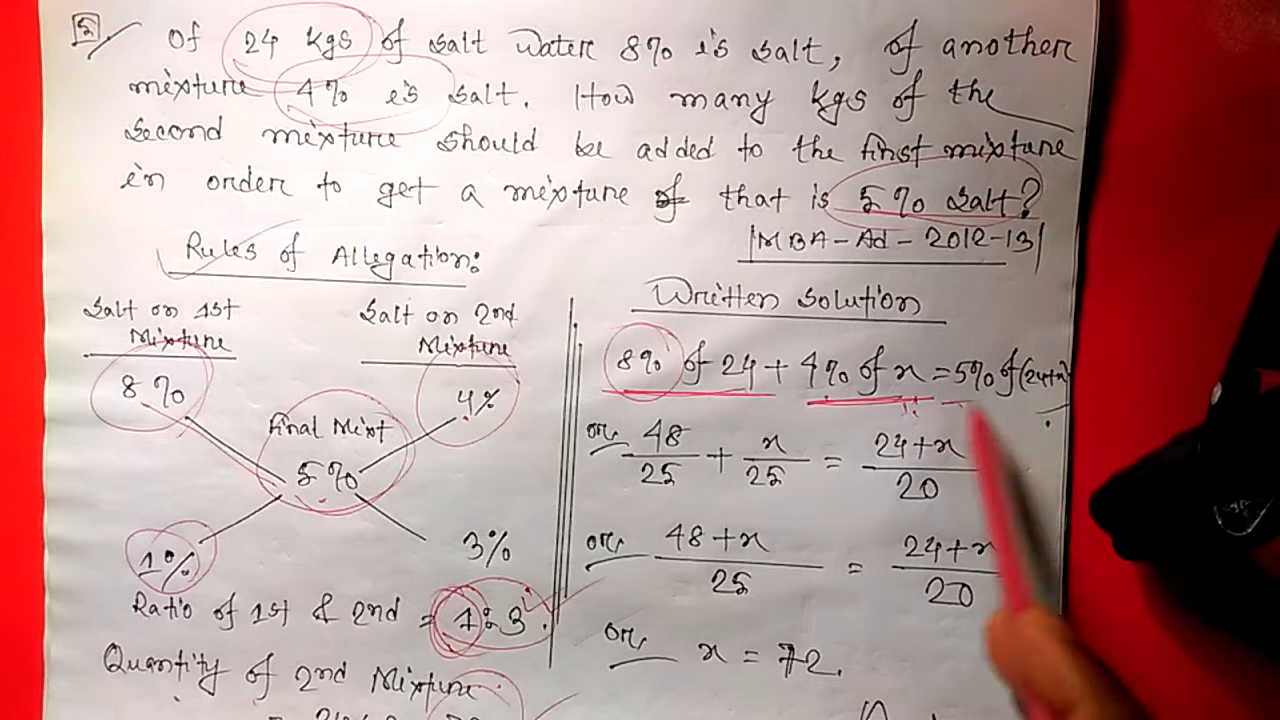 5
Of 24 kgs of salt water 8% is salt, of another
mixture 4% is salt. How many kgs of the
second mixture should be added to the first mixture
in order to get a mixture of that is 5% salt?
|MBA-Ad-2012-13|
Rules of Allegation:
Salt on 1st
Mixture
Salt on 2nd
Mixture
8%
4%
Final Mixt
5%
1%
3%
Ratio of 1st & 2nd = 1:3.
Quantity of 2nd Mixture
Written Solution
8% of 24 + 4% of x = 5% of (24+x)
or, 48/25 + x/25 = 24+x/20
or, 48+x/25 = 24+x/20
or, x = 72.